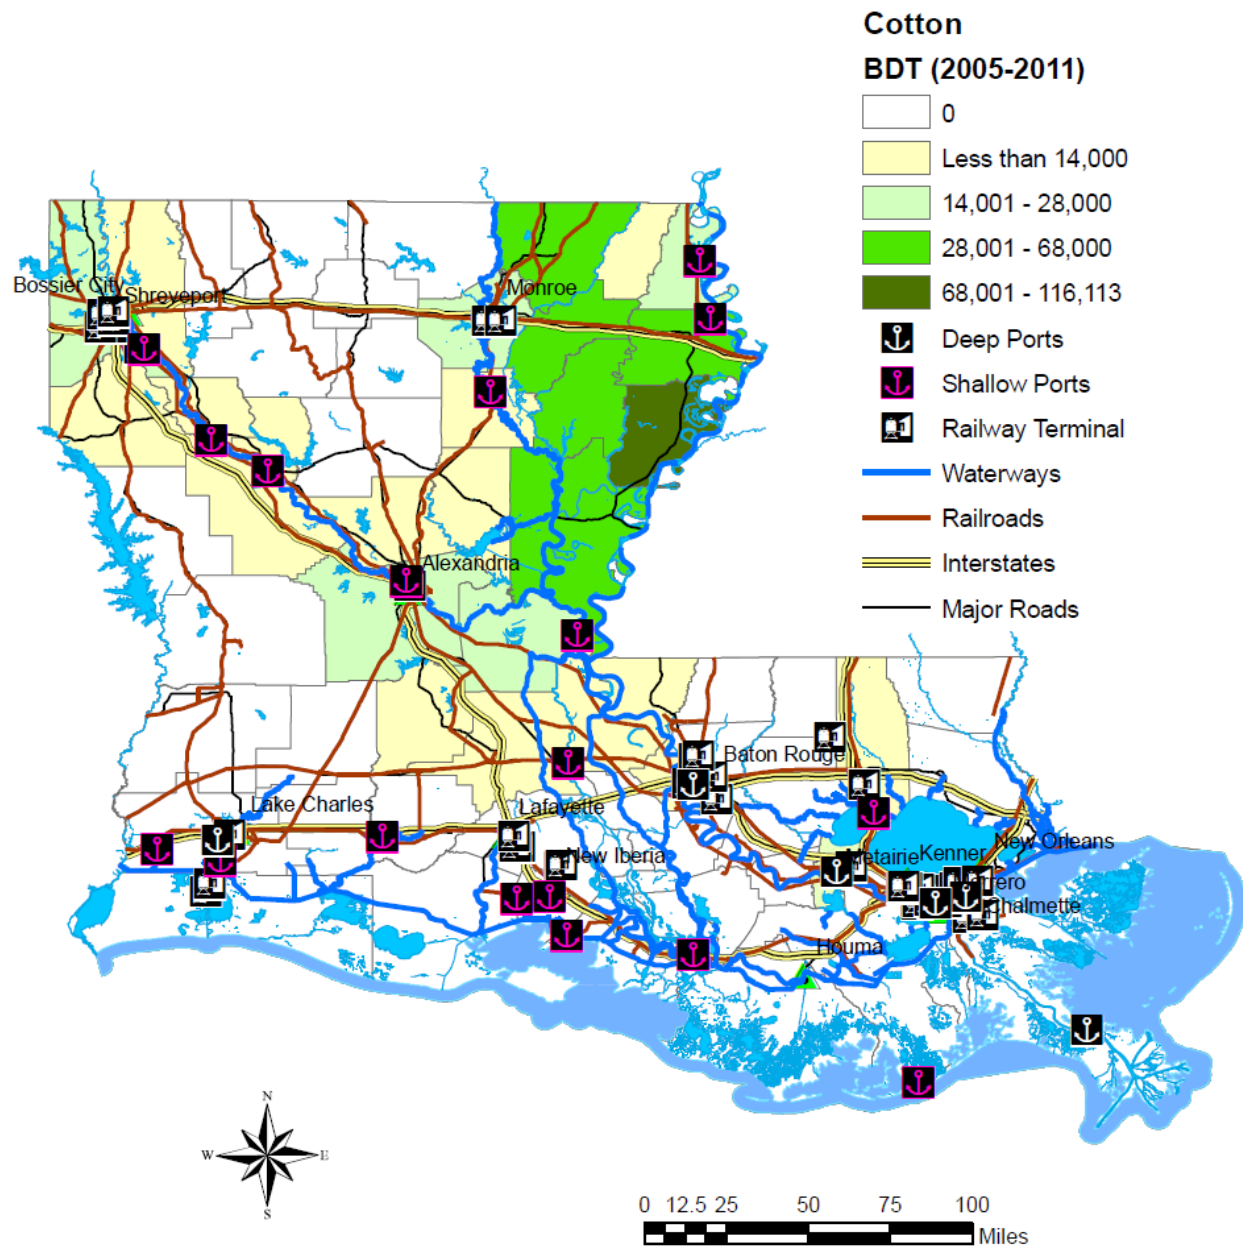 Cotton
BDT (2005-2011)
0
Less than 14,000
14,001 - 28,000
28,001 - 68,000
68,001 - 116,113
Deep Ports
Shallow Ports
Railway Terminal
Waterways
Railroads
Interstates
Major Roads
Bossier City
Shreveport
Monroe
Alexandria
Baton Rouge
Lake Charles
Lafayette
New Iberia
Metairie
Kenner
New Orleans
Chalmette
Houma
N
W
E
S
0 12.5 25 50 75 100
Miles